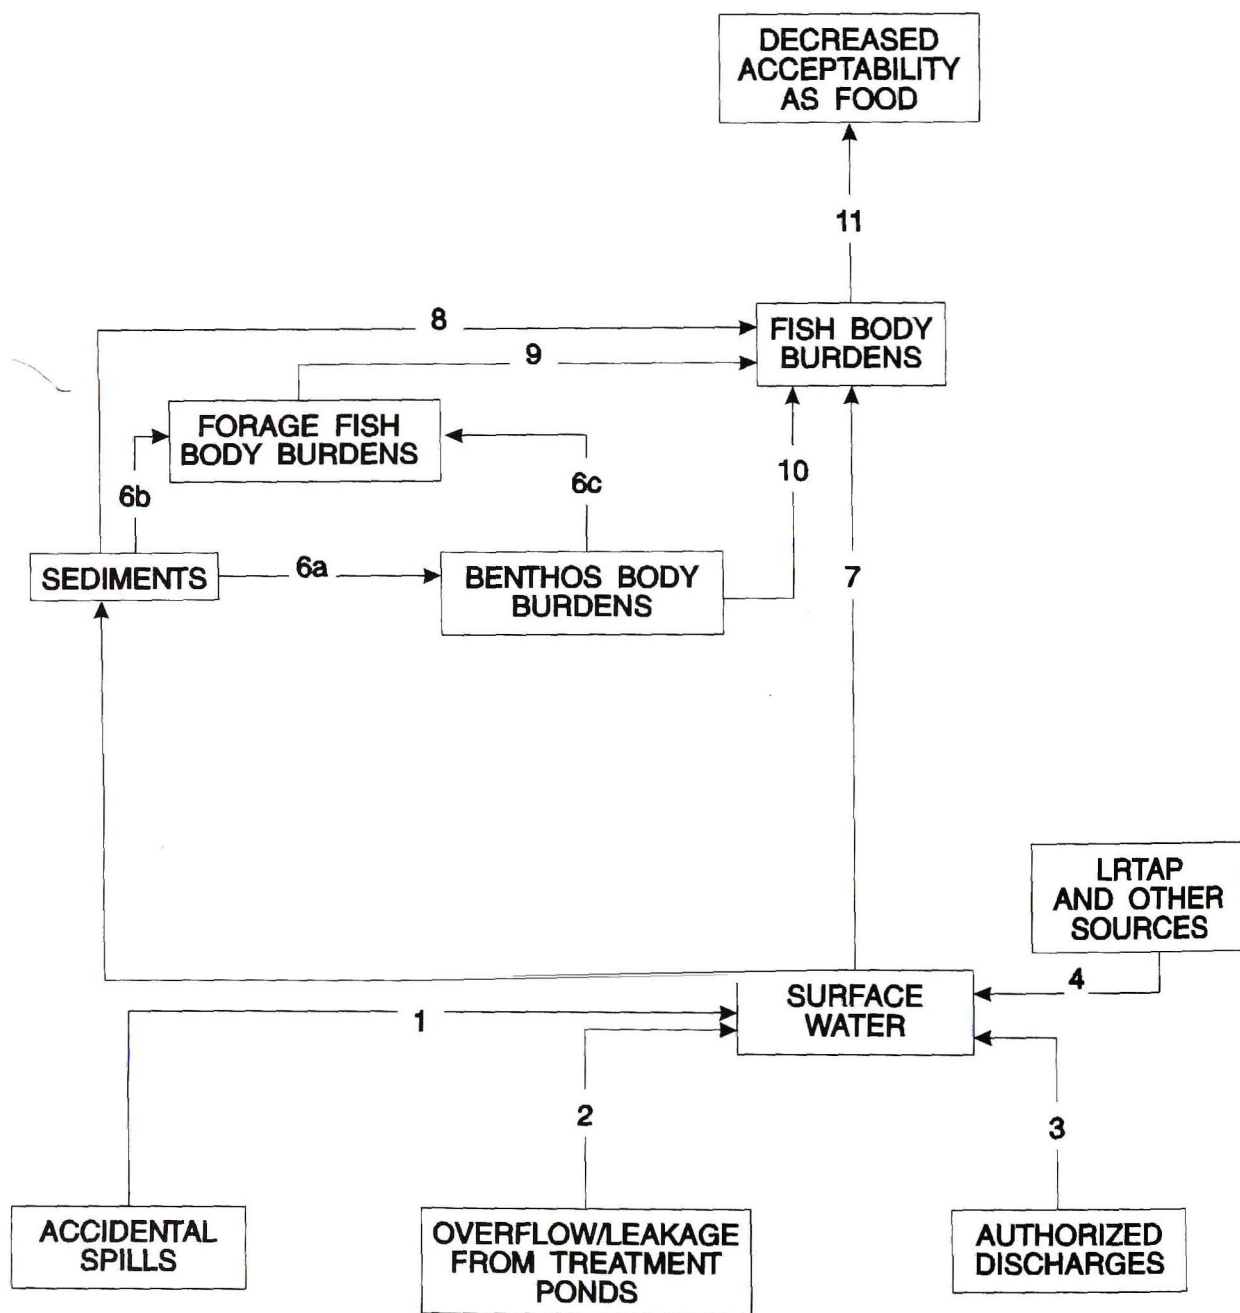 DECREASED
ACCEPTABILITY
AS FOOD
11
8
FISH BODY
BURDENS
9
FORAGE FISH
BODY BURDENS
6b
6c
10
SEDIMENTS
6a
BENTHOS BODY
BURDENS
7
LRTAP
AND OTHER
SOURCES
4
SURFACE
WATER
1
2
3
ACCIDENTAL
SPILLS
OVERFLOW/LEAKAGE
FROM TREATMENT
PONDS
AUTHORIZED
DISCHARGES